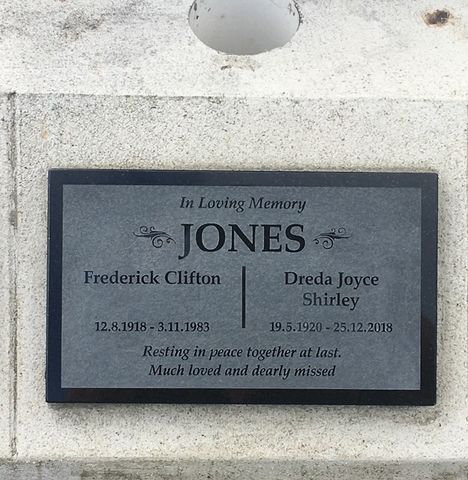 In Loving Memory
JONES
Frederick Clifton
12.8.1918 - 3.11.1983
Dreda Joyce
Shirley
19.5.1920 - 25.12.2018
Resting in peace together at last.
Much loved and dearly missed